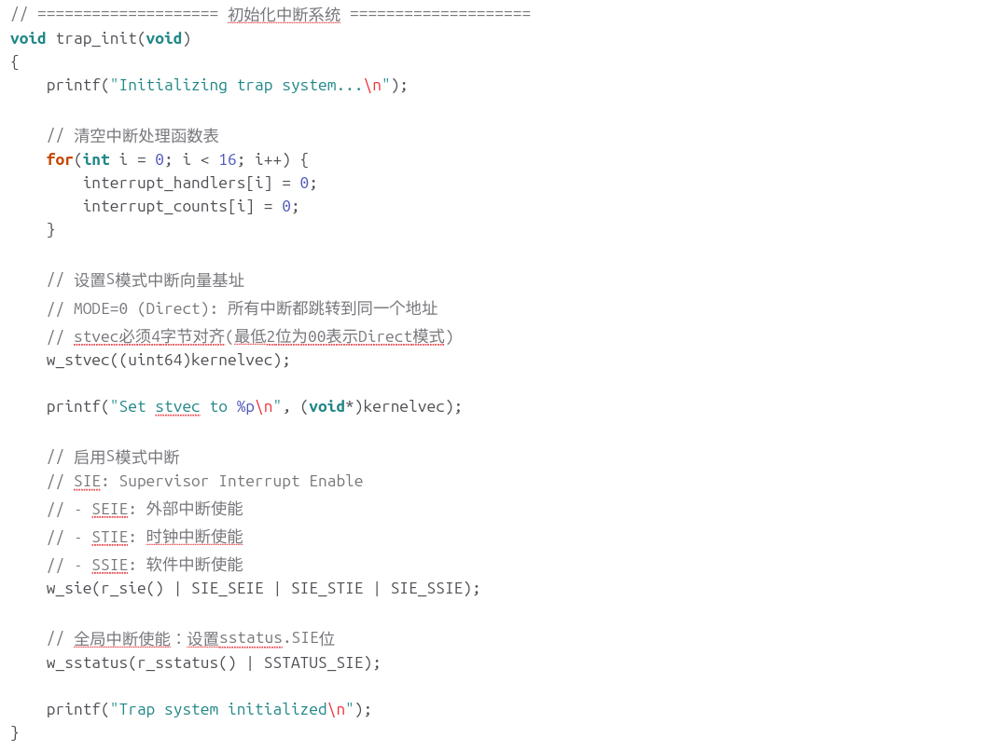 // ==================== 初始化中断系统 ====================
void trap_init(void)
{
    printf("Initializing trap system...\n");

    // 清空中断处理函数表
    for(int i = 0; i < 16; i++) {
        interrupt_handlers[i] = 0;
        interrupt_counts[i] = 0;
    }

    // 设置S模式中断向量基址
    // MODE=0 (Direct): 所有中断都跳转到同一个地址
    // stvec必须4字节对齐(最低2位为00表示Direct模式)
    w_stvec((uint64)kernelvec);

    printf("Set stvec to %p\n", (void*)kernelvec);

    // 启用S模式中断
    // SIE: Supervisor Interrupt Enable
    // - SEIE: 外部中断使能
    // - STIE: 时钟中断使能
    // - SSIE: 软件中断使能
    w_sie(r_sie() | SIE_SEIE | SIE_STIE | SIE_SSIE);

    // 全局中断使能：设置sstatus.SIE位
    w_sstatus(r_sstatus() | SSTATUS_SIE);

    printf("Trap system initialized\n");
}